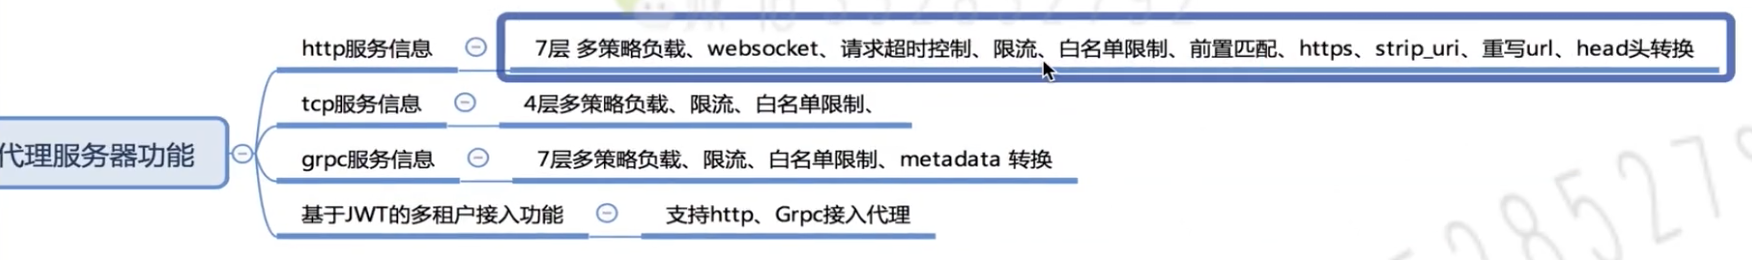 http服务信息 7层 多策略负载、websocket、请求超时控制、限流、白名单限制、前置匹配、https、strip_uri、重写url、head头转换
tcp服务信息 4层多策略负载、限流、白名单限制、
代理服务器功能
grpc服务信息 7层多策略负载、限流、白名单限制、metadata 转换
基于JWT的多租户接入功能 支持http、Grpc接入代理